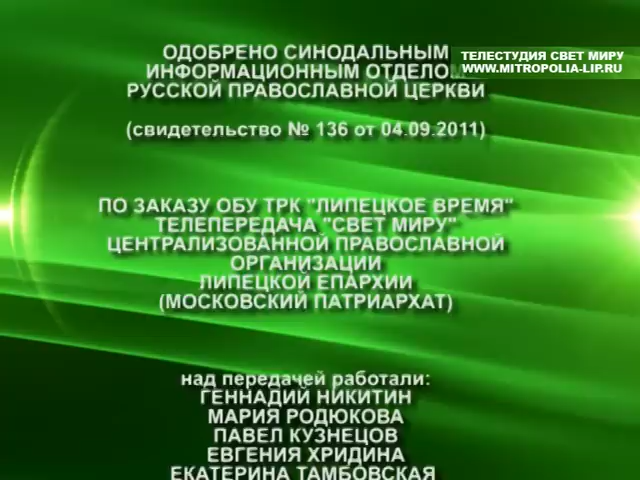 ОДОБРЕНО СИНОДАЛЬНЫМ
ИНФОРМАЦИОННЫМ ОТДЕЛОМ
РУССКОЙ ПРАВОСЛАВНОЙ ЦЕРКВИ
ТЕЛЕСТУДИЯ СВЕТ МИРУ
WWW.MITROPOLIA-LIP.RU
(свидетельство № 136 от 04.09.2011)
ПО ЗАКАЗУ ОБУ ТРК "ЛИПЕЦКОЕ ВРЕМЯ"
ТЕЛЕПЕРЕДАЧА "СВЕТ МИРУ"
ЦЕНТРАЛИЗОВАННОЙ ПРАВОСЛАВНОЙ
ОРГАНИЗАЦИИ
ЛИПЕЦКОЙ ЕПАРХИИ
(МОСКОВСКИЙ ПАТРИАРХАТ)
над передачей работали:
ГЕННАДИЙ НИКИТИН
МАРИЯ РОДЮКОВА
ПАВЕЛ КУЗНЕЦОВ
ЕВГЕНИЯ ХРИДИНА
ЕКАТЕРИНА ТАМБОВСКАЯ